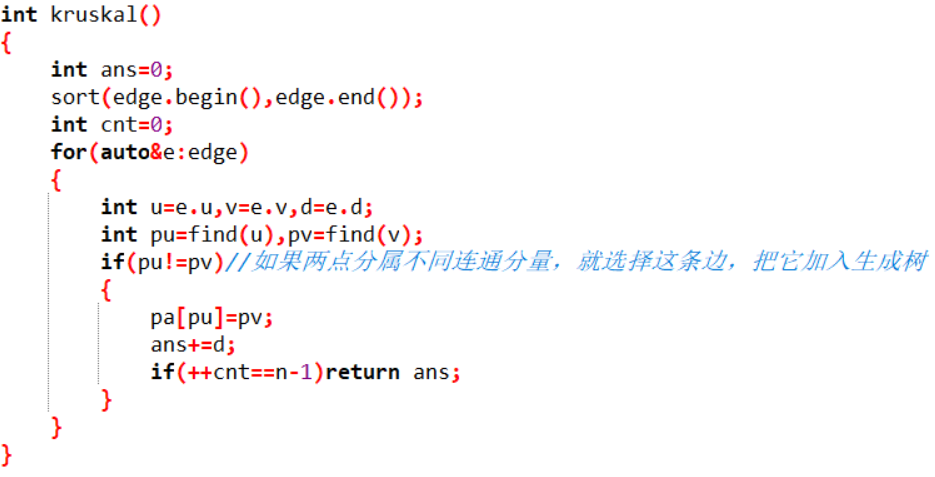 int kruskal()
{
    int ans=0;
    sort(edge.begin(),edge.end());
    int cnt=0;
    for(auto&e:edge)
    {
        int u=e.u,v=e.v,d=e.d;
        int pu=find(u),pv=find(v);
        if(pu!=pv)//如果两点分属不同连通分量，就选择这条边，把它加入生成树
        {
            pa[pu]=pv;
            ans+=d;
            if(++cnt==n-1)return ans;
        }
    }
}